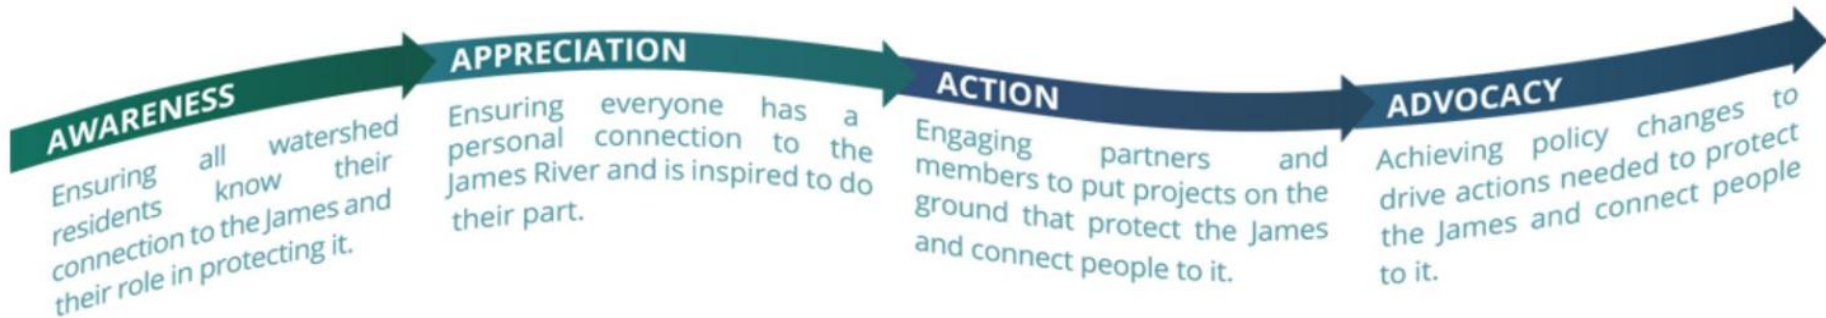 AWARENESS
Ensuring all watershed
residents know their
connection to the James and
their role in protecting it.
APPRECIATION
Ensuring everyone has a
personal connection to the
James River and is inspired to do
their part.
ACTION
Engaging partners and
members to put projects on the
ground that protect the James
and connect people to it.
ADVOCACY
Achieving policy changes to
drive actions needed to protect
the James and connect people
to it.